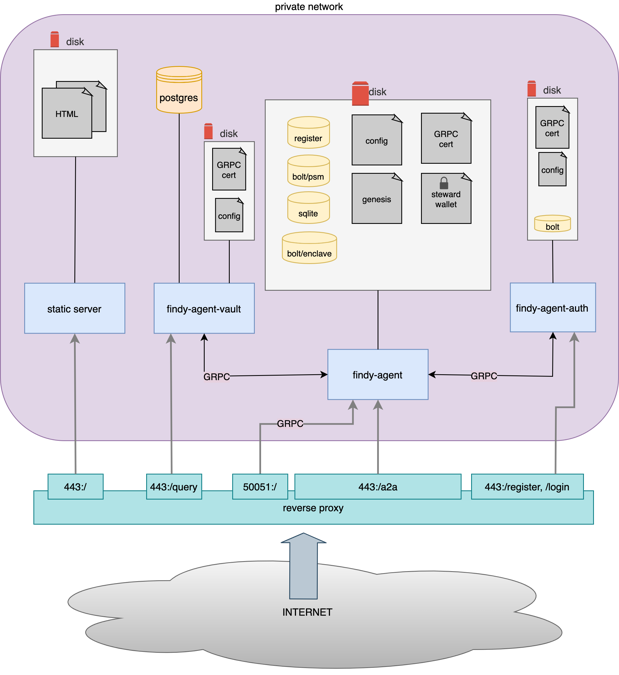 private network
disk
HTML
postgres
disk
GRPC
cert
config
disk
register
bolt/psm
sqlite
bolt/enclave
config
GRPC
cert
genesis
steward
wallet
disk
GRPC
cert
config
bolt
static server
findy-agent-vault
findy-agent-auth
findy-agent
GRPC
GRPC
GRPC
443:/
443:/query
50051:/
443:/a2a
443:/register, /login
reverse proxy
INTERNET